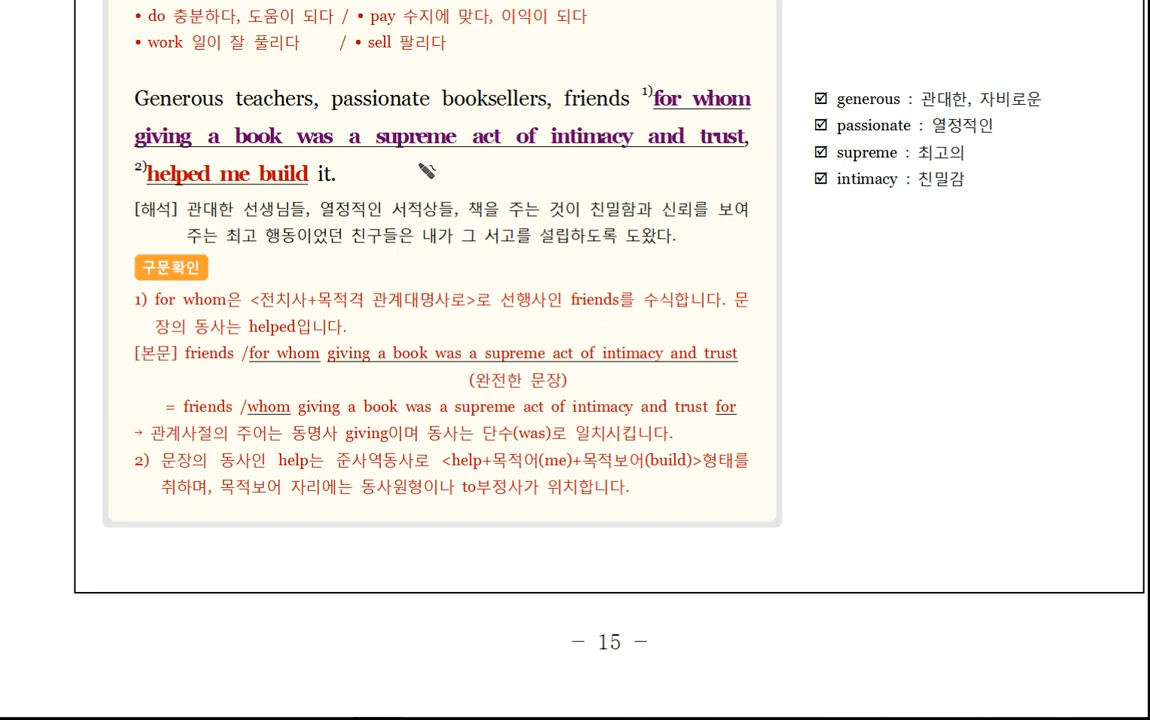 • do 충분하다, 도움이 되다 / • pay 수지에 맞다, 이익이 되다
• work 일이 잘 풀리다 / • sell 팔리다
Generous teachers, passionate booksellers, friends 1)for whom
giving a book was a supreme act of intimacy and trust,
2)helped me build it.
[해석] 관대한 선생님들, 열정적인 서적상들, 책을 주는 것이 친밀함과 신뢰를 보여
주는 최고 행동이었던 친구들은 내가 그 서고를 설립하도록 도왔다.
구문확인
1) for whom은 <전치사+목적격 관계대명사로>로 선행사인 friends를 수식합니다. 문
장의 동사는 helped입니다.
[본문] friends /for whom giving a book was a supreme act of intimacy and trust
(완전한 문장)
= friends /whom giving a book was a supreme act of intimacy and trust for
→ 관계사절의 주어는 동명사 giving이며 동사는 단수(was)로 일치시킵니다.
2) 문장의 동사인 help는 준사역동사로 <help+목적어(me)+목적보어(build)>형태를
취하며, 목적보어 자리에는 동사원형이나 to부정사가 위치합니다.
☑ generous : 관대한, 자비로운
☑ passionate : 열정적인
☑ supreme : 최고의
☑ intimacy : 친밀감
- 15 -